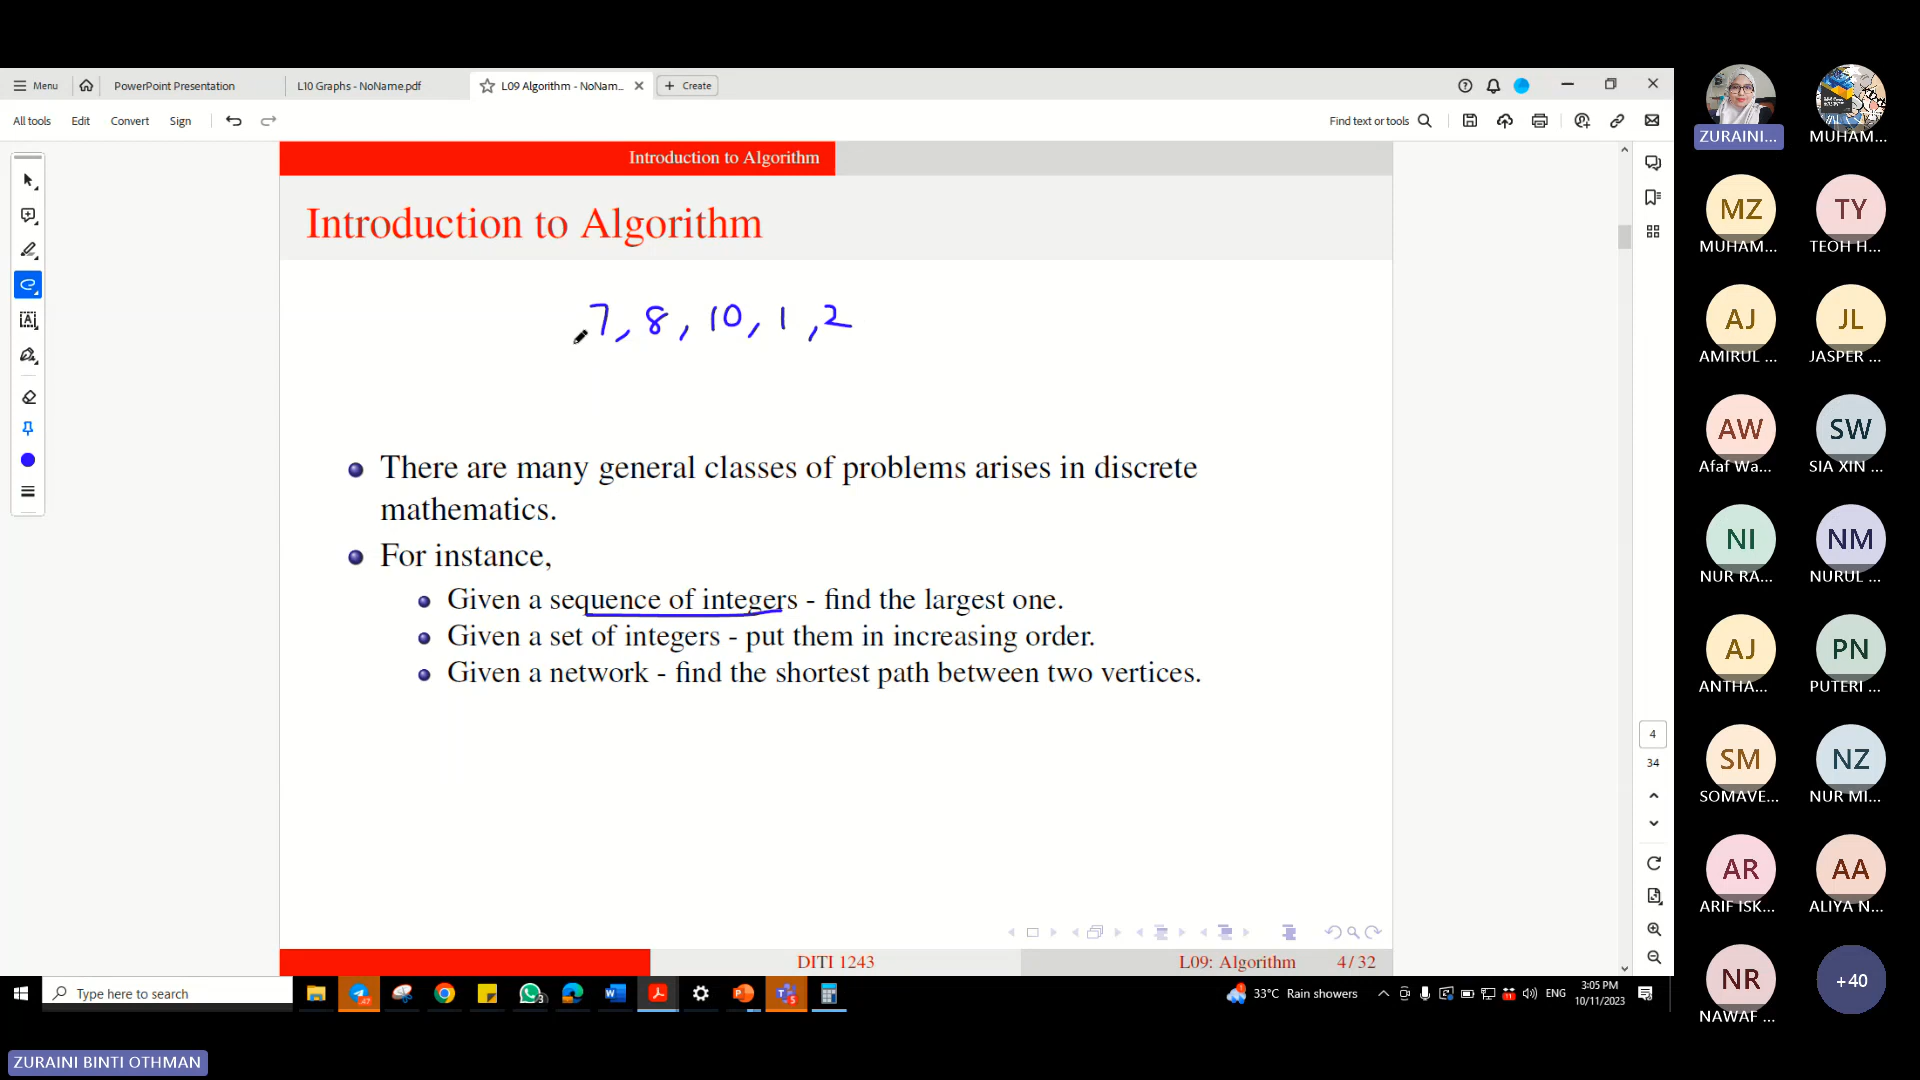 Menu
PowerPoint Presentation
L10 Graphs - NoName.pdf
L09 Algorithm - NoNam...
Create
All tools
Edit
Convert
Sign
Find text or tools
Introduction to Algorithm
Introduction to Algorithm
7, 8, 10, 1, 2
There are many general classes of problems arises in discrete
mathematics.
For instance,
Given a sequence of integers - find the largest one.
Given a set of integers - put them in increasing order.
Given a network - find the shortest path between two vertices.
4
34
DITI 1243
L09: Algorithm
4 / 32
Type here to search
33°C Rain showers
ENG
3:05 PM
10/11/2023
ZURAINI BINTI OTHMAN
ZURAINI...
MUHAM...
MZ
MUHAM...
TY
TEOH H...
AJ
AMIRUL ...
JL
JASPER ...
AW
Afaf Wa...
SW
SIA XIN ...
NI
NUR RA...
NM
NURUL ...
AJ
ANTHA...
PN
PUTERI ...
SM
SOMAVE...
NZ
NUR MI...
AR
ARIF ISK...
AA
ALIYA N...
NR
NAWAF ...
+40